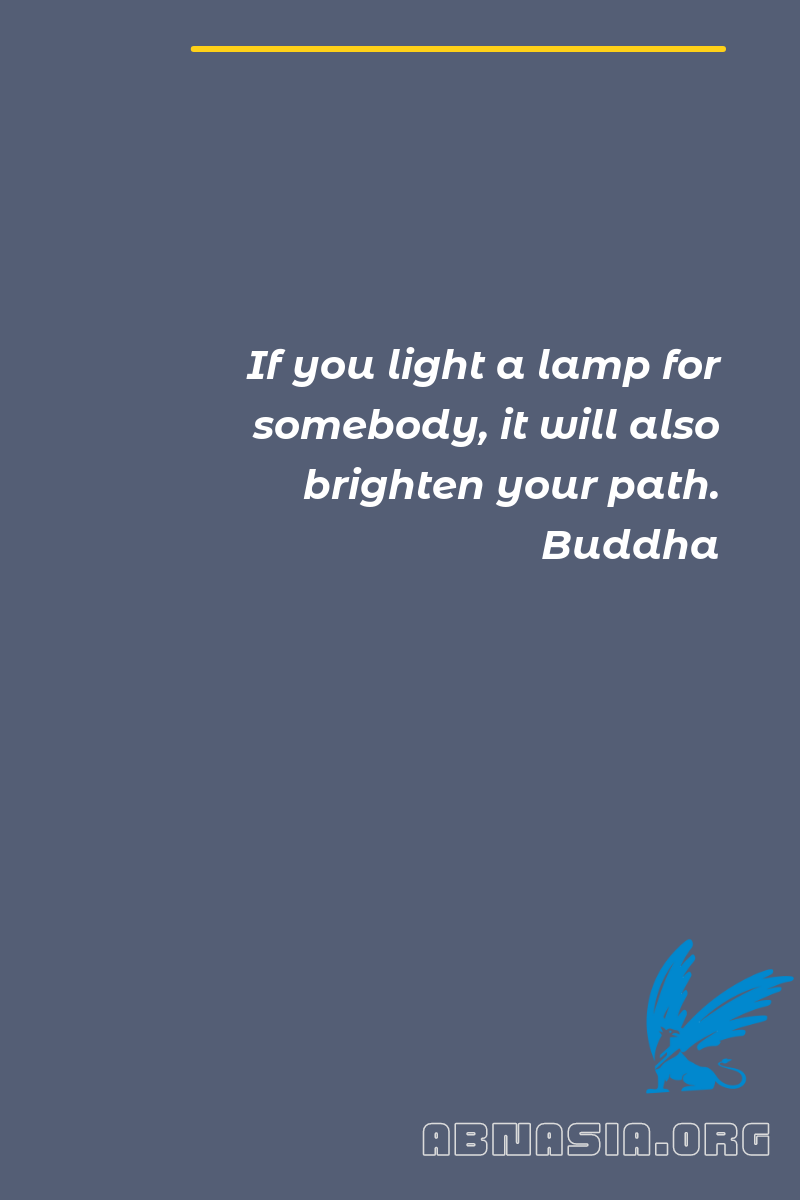 If you light a lamp for
somebody, it will also
brighten your path.
Buddha
ABNASIA.ORG